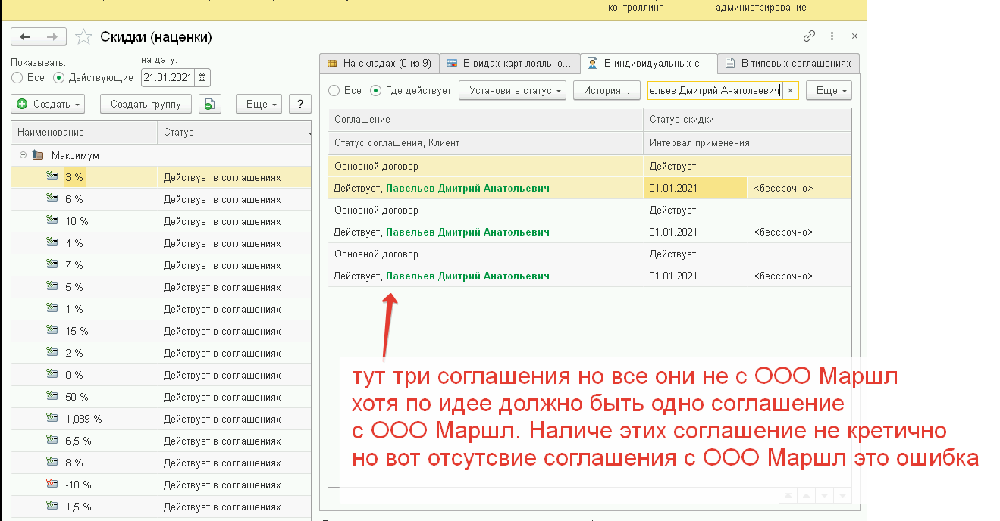 контроллинг
администрирование
Скидки (наценки)
Показывать:
на дату:
Все
Действующие
21.01.2021
Создать
Создать группу
Еще
?
Наименование
Статус
Максимум
3 %
Действует в соглашениях
6 %
Действует в соглашениях
10 %
Действует в соглашениях
4 %
Действует в соглашениях
7 %
Действует в соглашениях
5 %
Действует в соглашениях
1 %
Действует в соглашениях
15 %
Действует в соглашениях
2 %
Действует в соглашениях
0 %
Действует в соглашениях
50 %
Действует в соглашениях
1,089 %
Действует в соглашениях
6,5 %
Действует в соглашениях
8 %
Действует в соглашениях
-10 %
Действует в соглашениях
1,5 %
Действует в соглашениях
На складах (0 из 9)
В видах карт лояльно...
В индивидуальных с...
В типовых соглашениях
Все
Где действует
Установить статус
История...
ельев Дмитрий Анатольевич
×
Еще
Соглашение
Статус скидки
Статус соглашения, Клиент
Интервал применения
Основной договор
Действует
Действует, Павельев Дмитрий Анатольевич
01.01.2021
<бессрочно>
Основной договор
Действует
Действует, Павельев Дмитрий Анатольевич
01.01.2021
<бессрочно>
Основной договор
Действует
Действует, Павельев Дмитрий Анатольевич
01.01.2021
<бессрочно>
тут три соглашения но все они не с ООО Маршл
хотя по идее должно быть одно соглашение
с ООО Маршл. Наличе этих соглашение не кретично
но вот отсутсвие соглашения с ООО Маршл это ошибка